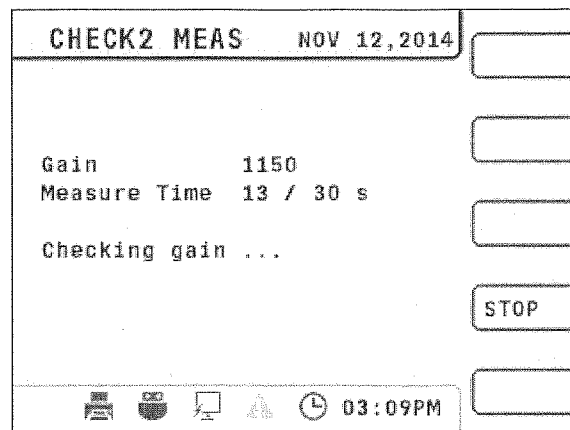 CHECK2 MEAS NOV 12,2014
Gain 1150
Measure Time 13 / 30 s
Checking gain ...
STOP
03:09PM